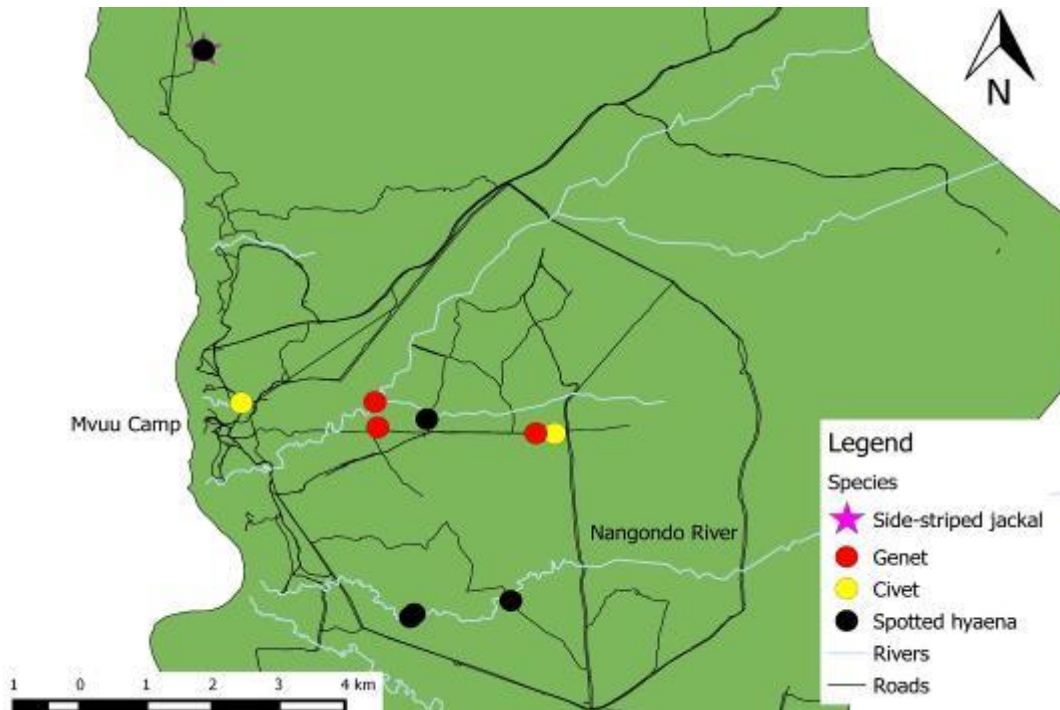 N
Mvuu Camp
Nangondo River
Legend
Species
Side-striped jackal
Genet
Civet
Spotted hyaena
Rivers
Roads
1 0 1 2 3 4 km